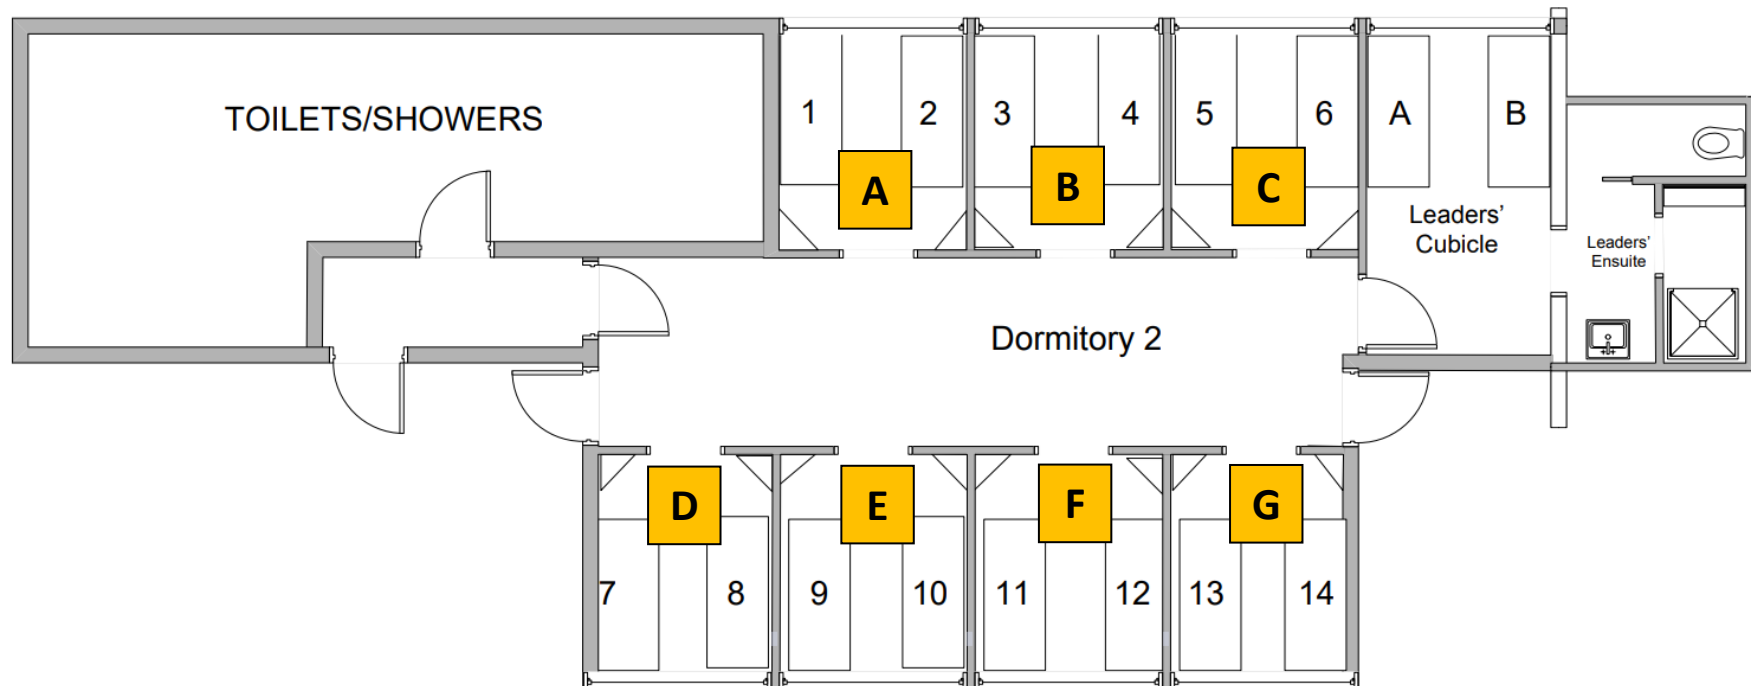 TOILETS/SHOWERS
1 2 3 4 5 6 A B
A B C
Leaders'
Cubicle
Leaders'
Ensuite
Dormitory 2
D E F G
7 8 9 10 11 12 13 14